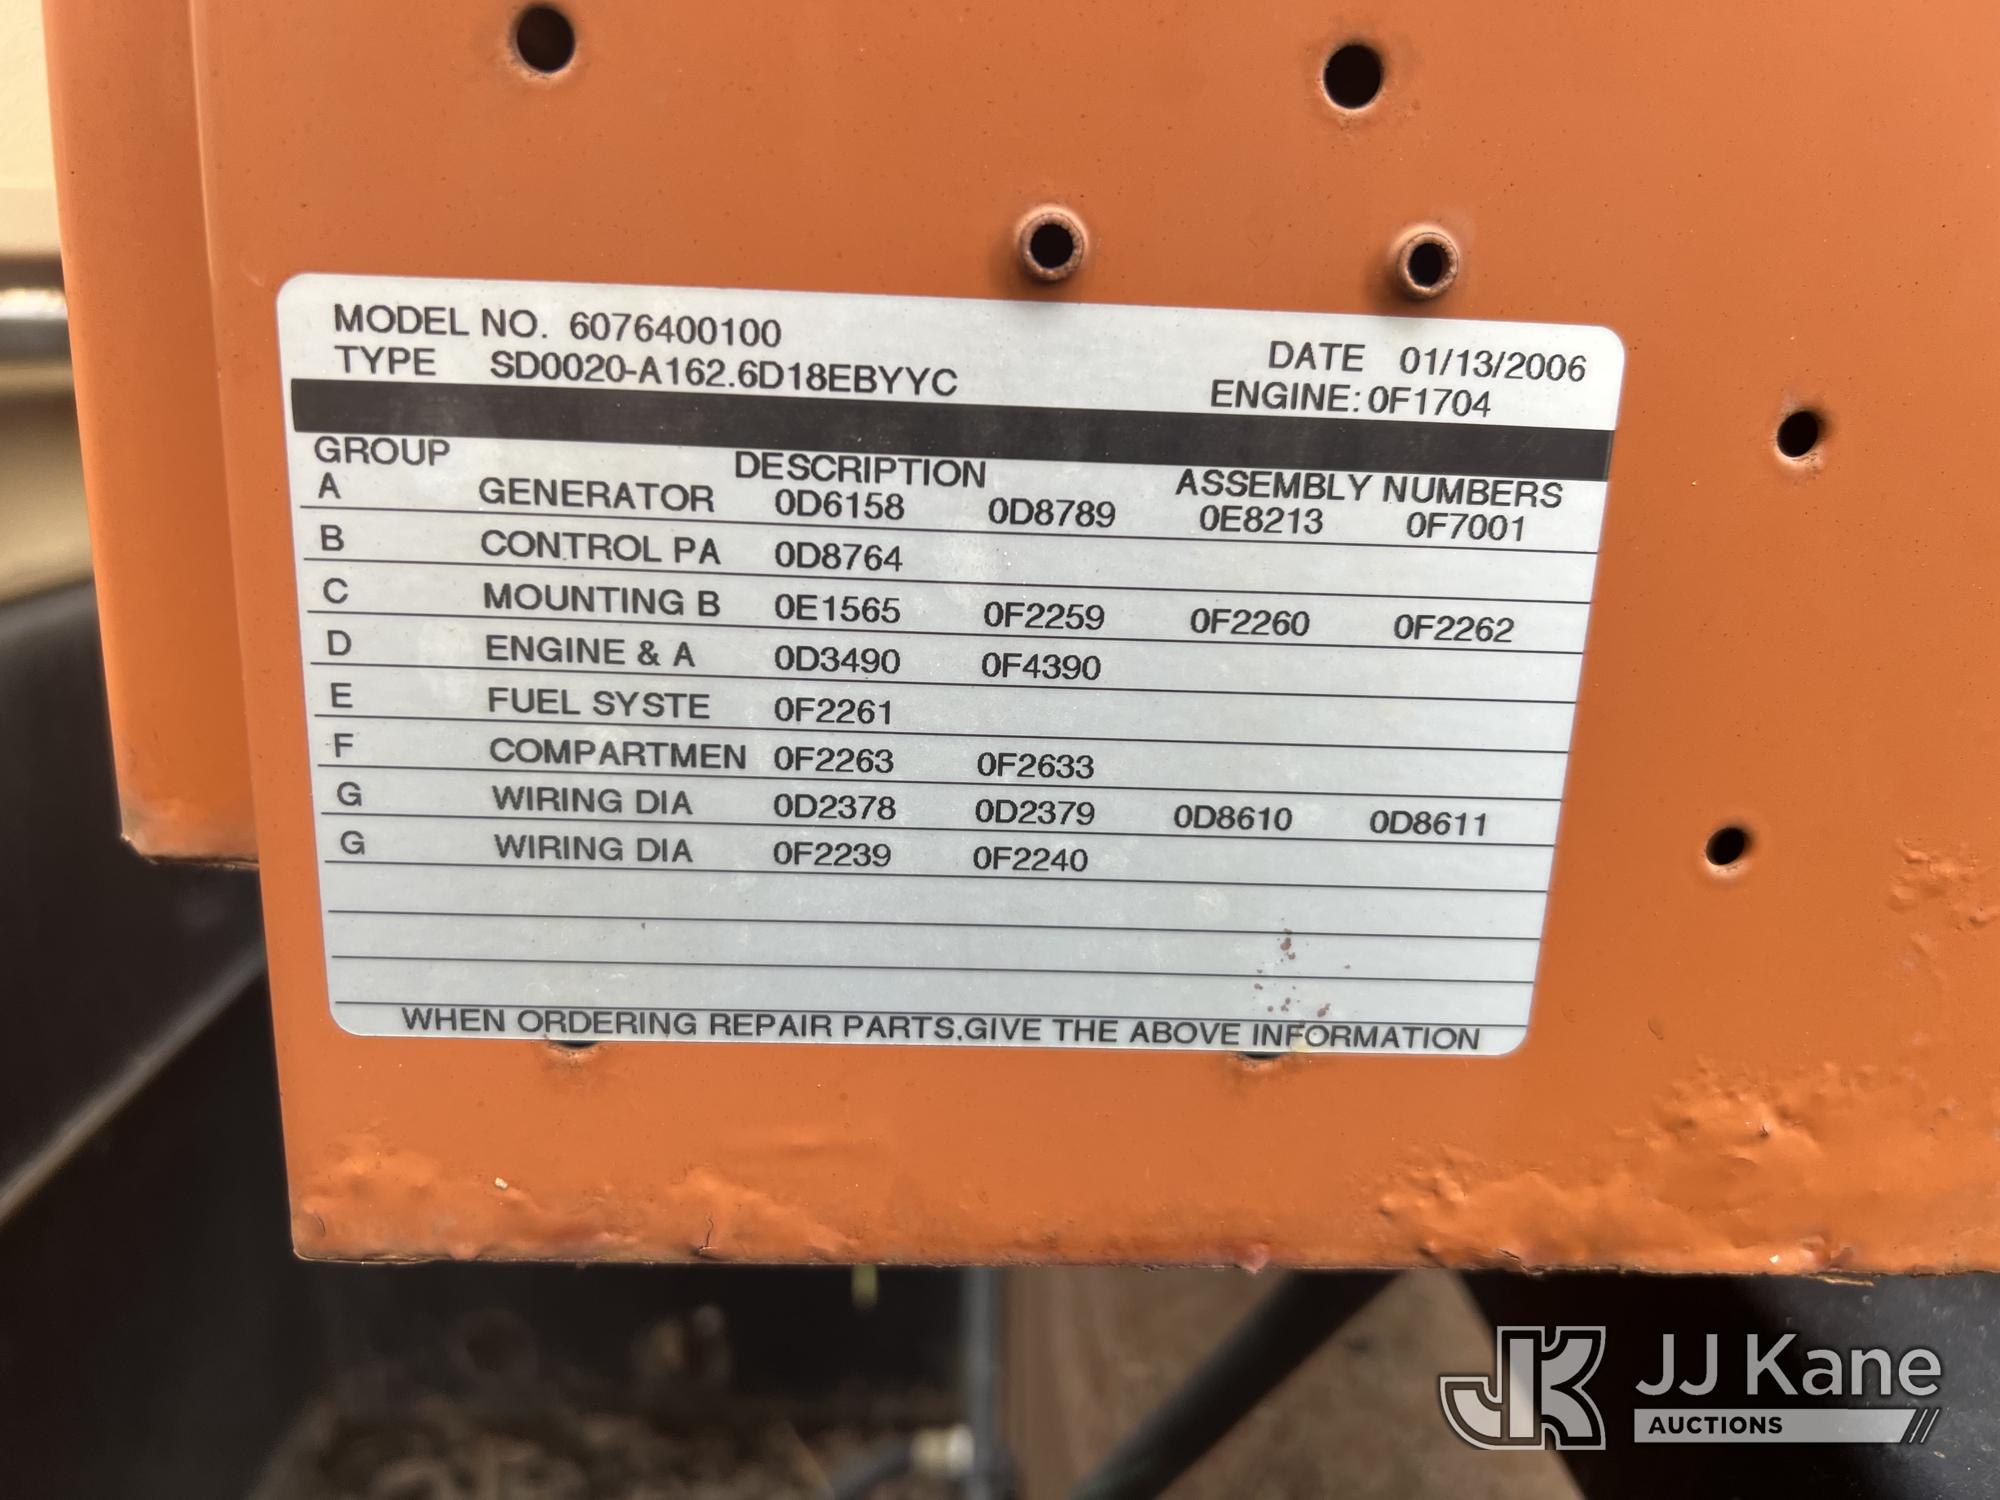 MODEL NO. 6076400100 DATE 01/13/2006
TYPE SD0020-A162.6D18EBYYC ENGINE: 0F1704
GROUP DESCRIPTION ASSEMBLY NUMBERS
A GENERATOR 0D6158 0D8789 0E8213 0F7001
B CONTROL PA 0D8764
C MOUNTING B 0E1565 0F2259 0F2260 0F2262
D ENGINE & A 0D3490 0F4390
E FUEL SYSTE 0F2261
F COMPARTMEN 0F2263 0F2633
G WIRING DIA 0D2378 0D2379 0D8610 0D8611
G WIRING DIA 0F2239 0F2240
WHEN ORDERING REPAIR PARTS,GIVE THE ABOVE INFORMATION
JK JJ Kane
AUCTIONS